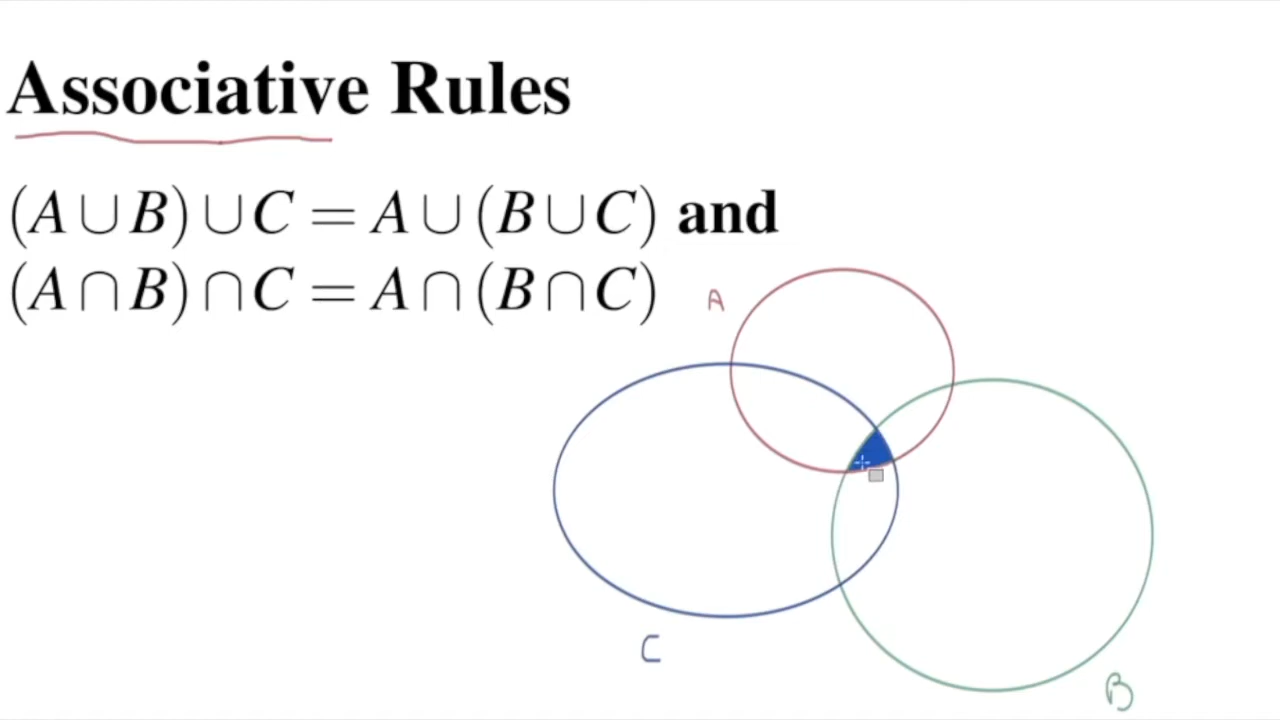 Associative Rules
(A∪B)∪C = A∪(B∪C) and
(A∩B)∩C = A∩(B∩C)
A
C
B